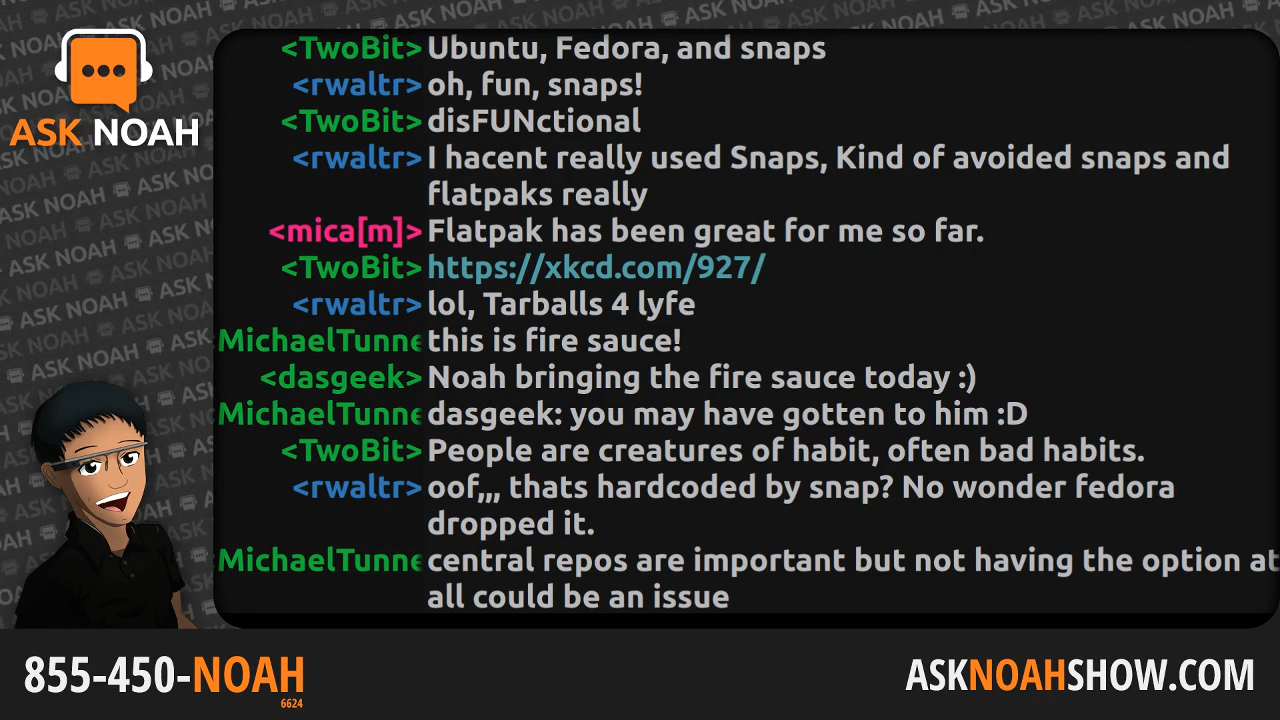 ASK NOAH
<TwoBit> Ubuntu, Fedora, and snaps
<rwaltr> oh, fun, snaps!
<TwoBit> disFUNctional
<rwaltr> I hacent really used Snaps, Kind of avoided snaps and
flatpaks really
<mica[m]> Flatpak has been great for me so far.
<TwoBit> https://xkcd.com/927/
<rwaltr> lol, Tarballs 4 lyfe
MichaelTunne this is fire sauce!
<dasgeek> Noah bringing the fire sauce today :)
MichaelTunne dasgeek: you may have gotten to him :D
<TwoBit> People are creatures of habit, often bad habits.
<rwaltr> oof,,, thats hardcoded by snap? No wonder fedora
dropped it.
MichaelTunne central repos are important but not having the option at
all could be an issue
855-450-NOAH
6624
ASKNOAHSHOW.COM